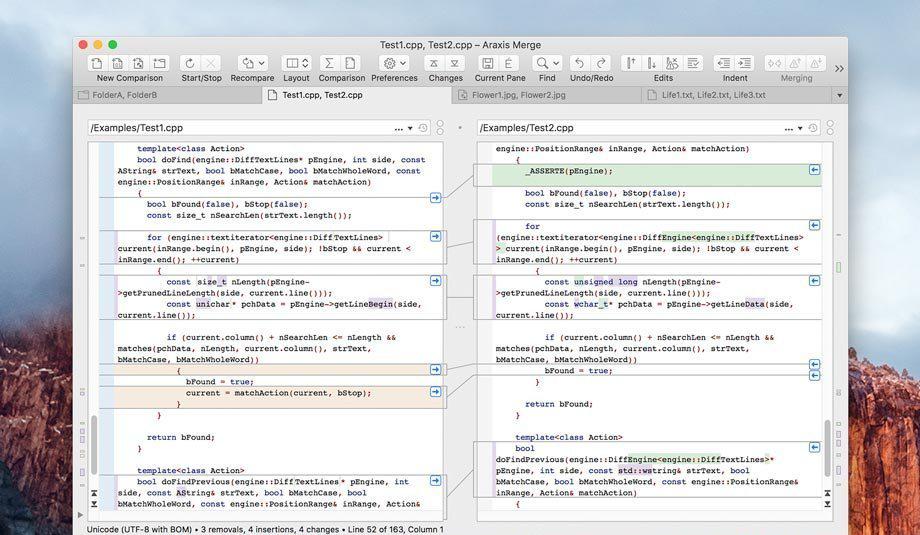 Test1.cpp, Test2.cpp – Araxis Merge
New Comparison Start/Stop Recompare Layout Comparison Preferences Changes Current Pane Find Undo/Redo Edits Indent Merging
FolderA, FolderB
Test1.cpp, Test2.cpp
Flower1.jpg, Flower2.jpg
Life1.txt, Life2.txt, Life3.txt
/Examples/Test1.cpp
template<class Action>
bool doFind(engine::DiffTextLines* pEngine, int side, const
AString& strText, bool bMatchCase, bool bMatchWholeWord, const
engine::PositionRange& inRange, Action& matchAction)
{
bool bFound(false), bStop(false);
const size_t nSearchLen(strText.length());
for (engine::textiterator<engine::DiffTextLines>
current(inRange.begin(), pEngine, side); !bStop && current <
inRange.end(); ++current)
{
const size_t nLength(pEngine-
>getPrunedLineLength(side, current.line()));
const unichar* pchData = pEngine->getLineBegin(side,
current.line());
if (current.column() + nSearchLen <= nLength &&
matches(pchData, nLength, current.column(), strText,
bMatchCase, bMatchWholeWord))
{
bFound = true;
current = matchAction(current, bStop);
}
}
return bFound;
}
template<class Action>
bool doFindPrevious(engine::DiffTextLines* pEngine, int
side, const AString& strText, bool bMatchCase, bool
bMatchWholeWord, const engine::PositionRange& inRange, Action&
/Examples/Test2.cpp
engine::PositionRange& inRange, Action& matchAction)
{
_ASSERTE(pEngine);
bool bFound(false), bStop(false);
const size_t nSearchLen(strText.length());
for
(engine::textiterator<engine::DiffEngine<engine::DiffTextLines>
> current(inRange.begin(), pEngine, side); !bStop && current <
inRange.end(); ++current)
{
const unsigned long nLength(pEngine-
>getPrunedLineLength(side, current.line()));
const wchar_t* pchData = pEngine->getLineData(side,
current.line());
if (current.column() + nSearchLen <= nLength &&
matches(pchData, nLength, current.column(), strText,
bMatchCase, bMatchWholeWord))
bFound = true;
}
return bFound;
}
template<class Action>
bool
doFindPrevious(engine::DiffEngine<engine::DiffTextLines>*
pEngine, int side, const std::wstring& strText, bool
bMatchCase, bool bMatchWholeWord, const engine::PositionRange&
inRange, Action& matchAction)
{
Unicode (UTF-8 with BOM) • 3 removals, 4 insertions, 4 changes • Line 52 of 163, Column 1